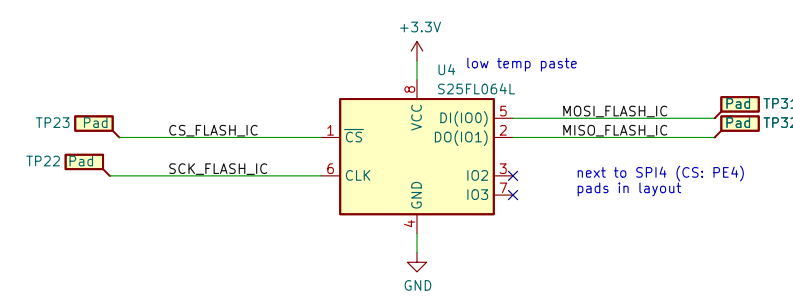 +3.3V
U4
low temp paste
S25FL064L
8
VCC
TP23
Pad
CS_FLASH_IC
1
CS
DI(IO0)
5
MOSI_FLASH_IC
Pad
TP31
DO(IO1)
2
MISO_FLASH_IC
Pad
TP32
TP22
Pad
SCK_FLASH_IC
6
CLK
IO2
3
IO3
7
next to SPI4 (CS: PE4)
pads in layout
GND
4
GND